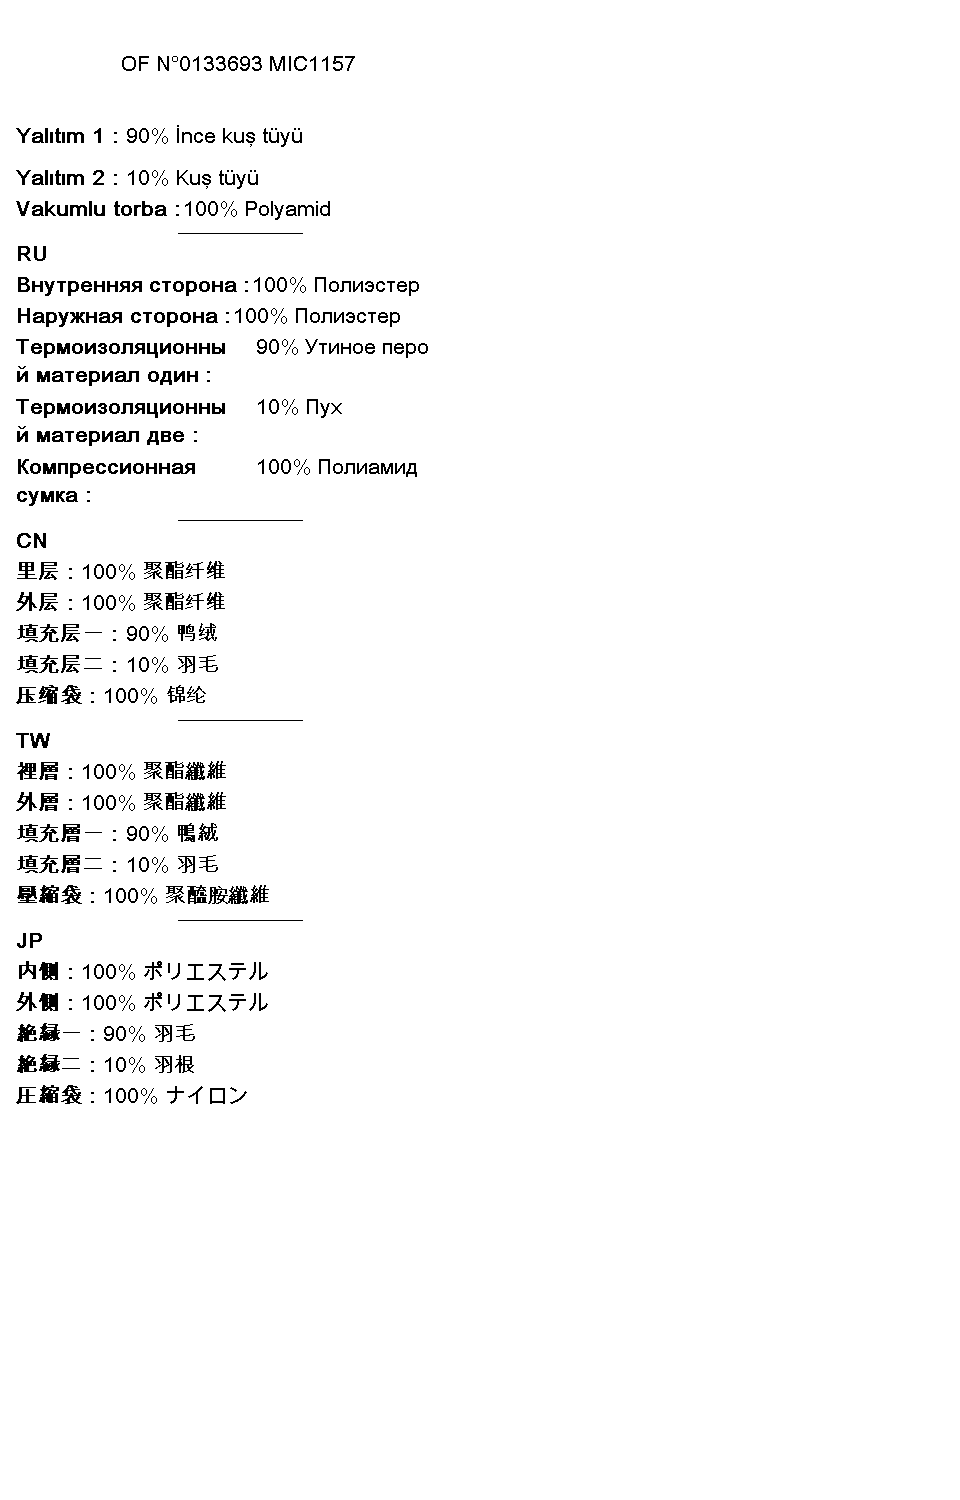 OF N°0133693 MIC1157
Yalıtım 1 : 90% İnce kuş tüyü
Yalıtım 2 : 10% Kuş tüyü
Vakumlu torba : 100% Polyamid
RU
Внутренняя сторона : 100% Полиэстер
Наружная сторона : 100% Полиэстер
Термоизоляционны 90% Утиное перо
й материал один :
Термоизоляционны 10% Пух
й материал две :
Компрессионная 100% Полиамид
сумка :
CN
里层 : 100% 聚酯纤维
外层 : 100% 聚酯纤维
填充层一 : 90% 鸭绒
填充层二 : 10% 羽毛
压缩袋 : 100% 锦纶
TW
裡層 : 100% 聚酯纖維
外層 : 100% 聚酯纖維
填充層一 : 90% 鴨絨
填充層二 : 10% 羽毛
壓縮袋 : 100% 聚醯胺纖維
JP
内側 : 100% ポリエステル
外側 : 100% ポリエステル
絶縁一 : 90% 羽毛
絶縁二 : 10% 羽根
圧縮袋 : 100% ナイロン